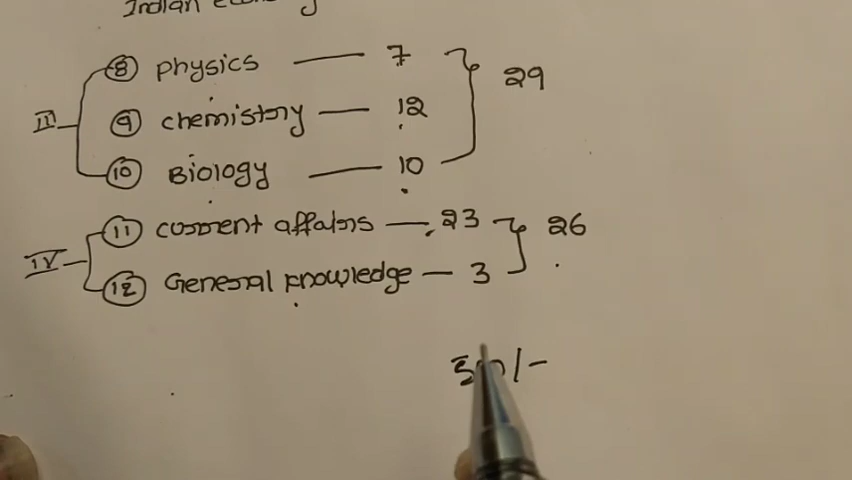 Indian
8 physics — 7
III 9 chemistry — 12 29
10 Biology — 10
11 current affairs — 23
IV 26
12 General knowledge — 3